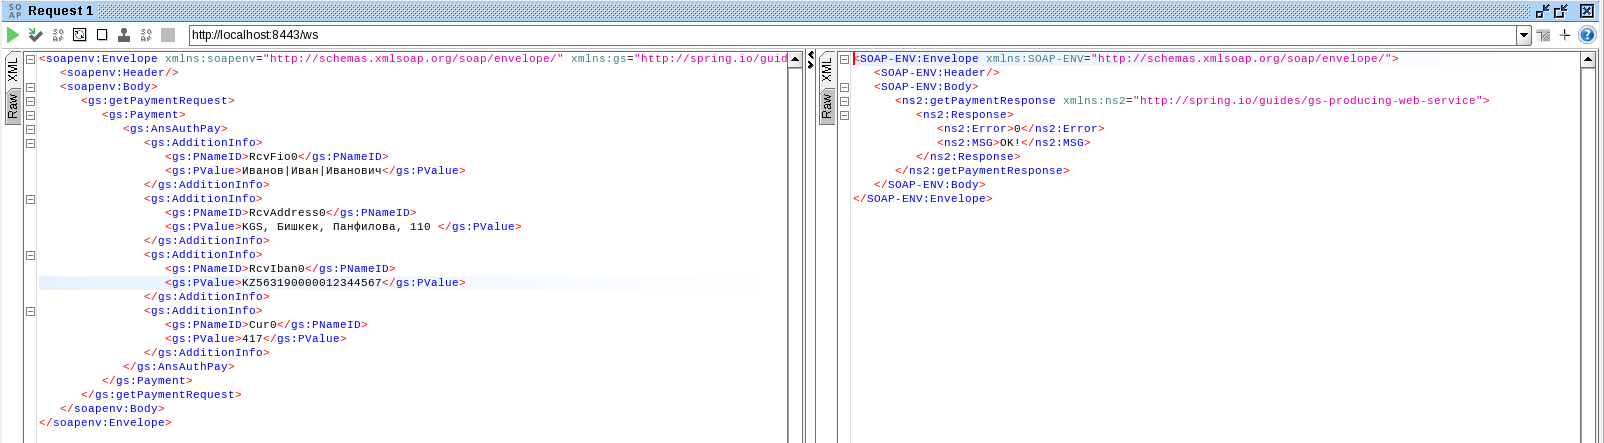 Request 1
http://localhost:8443/ws
XML
Raw
<soapenv:Envelope xmlns:soapenv="http://schemas.xmlsoap.org/soap/envelope/" xmlns:gs="http://spring.io/guid
<soapenv:Header/>
<soapenv:Body>
<gs:getPaymentRequest>
<gs:Payment>
<gs:AnsAuthPay>
<gs:AdditionInfo>
<gs:PNameID>RcvFio0</gs:PNameID>
<gs:PValue>Иванов|Иван|Иванович</gs:PValue>
</gs:AdditionInfo>
<gs:AdditionInfo>
<gs:PNameID>RcvAddress0</gs:PNameID>
<gs:PValue>KGS, Бишкек, Панфилова, 110 </gs:PValue>
</gs:AdditionInfo>
<gs:AdditionInfo>
<gs:PNameID>RcvIban0</gs:PNameID>
<gs:PValue>KZ563190000012344567</gs:PValue>
</gs:AdditionInfo>
<gs:AdditionInfo>
<gs:PNameID>Cur0</gs:PNameID>
<gs:PValue>417</gs:PValue>
</gs:AdditionInfo>
</gs:AnsAuthPay>
</gs:Payment>
</gs:getPaymentRequest>
</soapenv:Body>
</soapenv:Envelope>
XML
Raw
<SOAP-ENV:Envelope xmlns:SOAP-ENV="http://schemas.xmlsoap.org/soap/envelope/">
<SOAP-ENV:Header/>
<SOAP-ENV:Body>
<ns2:getPaymentResponse xmlns:ns2="http://spring.io/guides/gs-producing-web-service">
<ns2:Response>
<ns2:Error>0</ns2:Error>
<ns2:MSG>OK!</ns2:MSG>
</ns2:Response>
</ns2:getPaymentResponse>
</SOAP-ENV:Body>
</SOAP-ENV:Envelope>